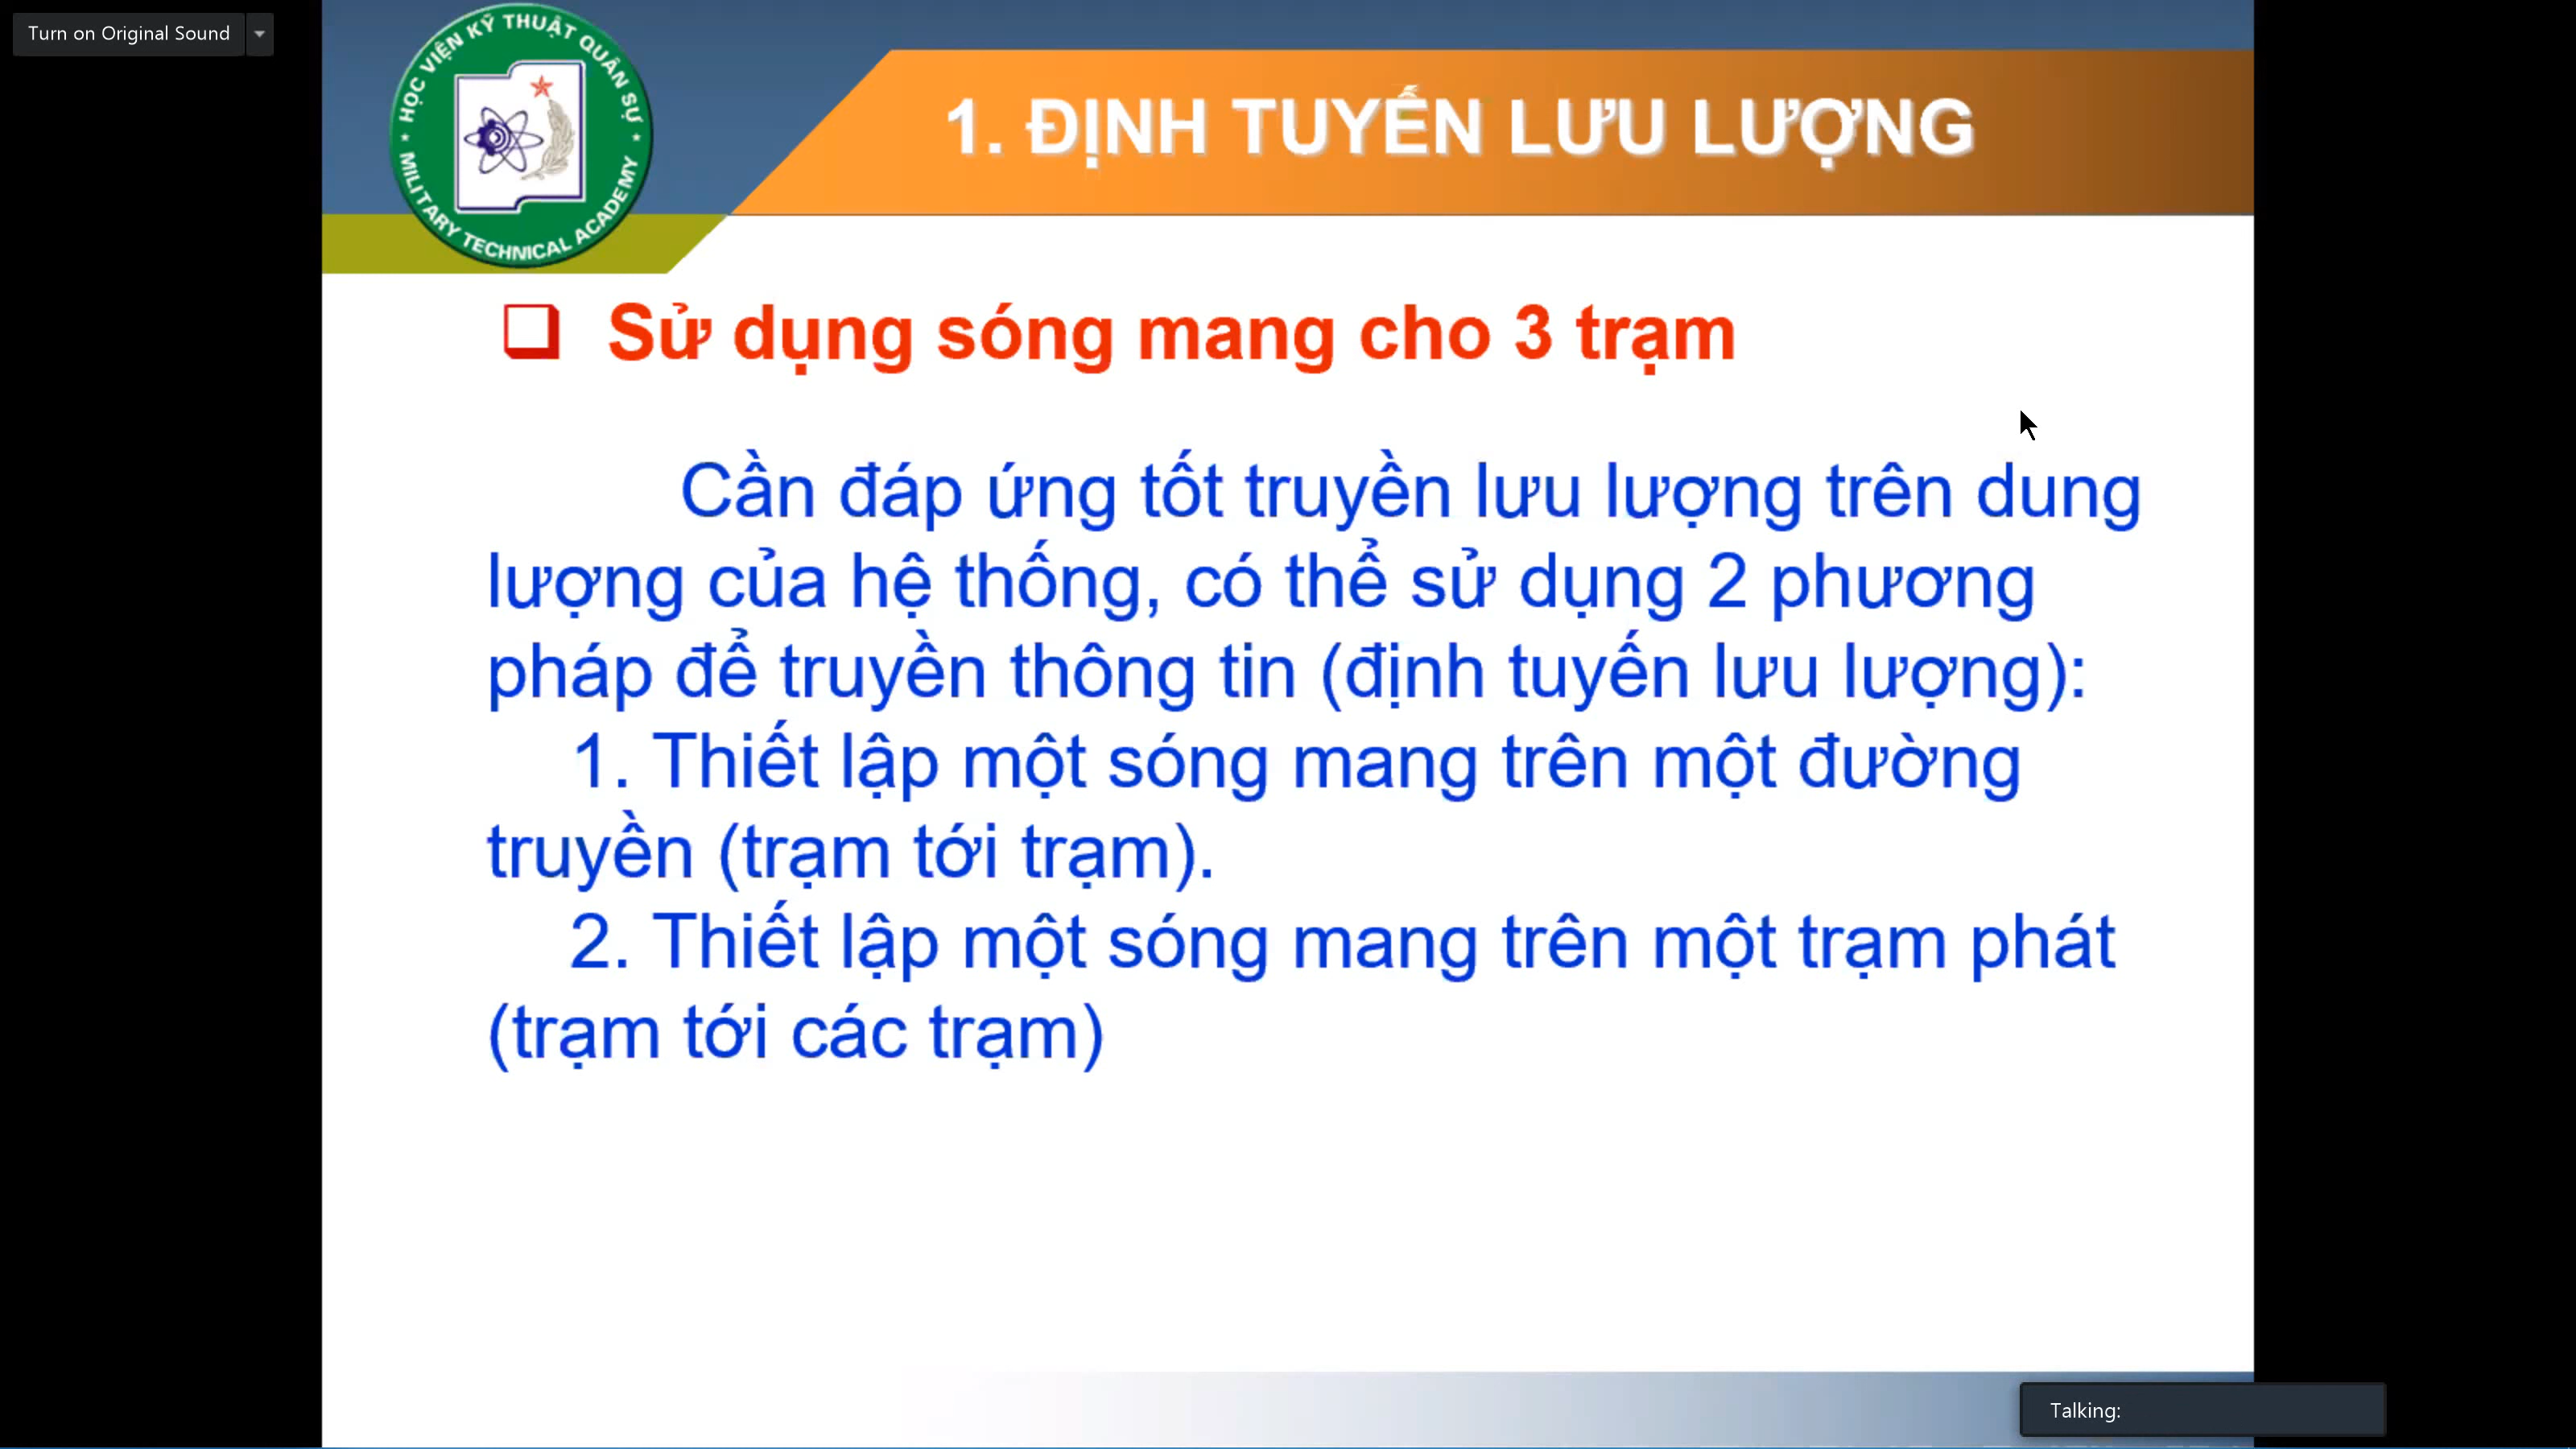 Turn on Original Sound
HỌC VIỆN KỸ THUẬT QUÂN SỰ
MILITARY TECHNICAL ACADEMY
1. ĐỊNH TUYẾN LƯU LƯỢNG
Sử dụng sóng mang cho 3 trạm
Cần đáp ứng tốt truyền lưu lượng trên dung
lượng của hệ thống, có thể sử dụng 2 phương
pháp để truyền thông tin (định tuyến lưu lượng):
1. Thiết lập một sóng mang trên một đường
truyền (trạm tới trạm).
2. Thiết lập một sóng mang trên một trạm phát
(trạm tới các trạm)
Talking: